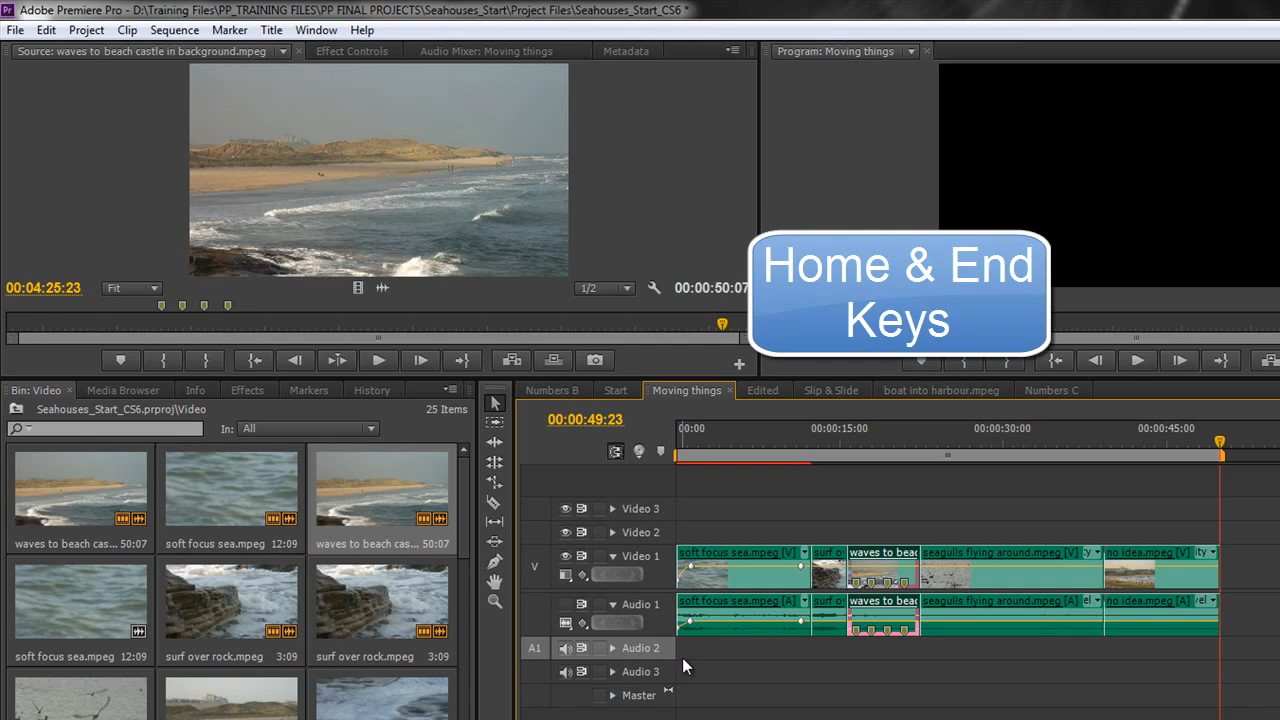 Pr Adobe Premiere Pro - D:\Training Files\PP_TRAINING FILES\PP FINAL PROJECTS\Seahouses_Start\Project Files\Seahouses_Start_CS6 *
File Edit Project Clip Sequence Marker Title Window Help
Source: waves to beach castle in background.mpeg Effect Controls Audio Mixer: Moving things Metadata
Program: Moving things
Home & End
Keys
00:04:25:23 Fit 1/2 00:00:50:07
Bin: Video Media Browser Info Effects Markers History
Seahouses_Start_CS6.prproj\Video 25 Items
In: All
waves to beach cas... 50:07 soft focus sea.mpeg 12:09 waves to beach cas... 50:07
soft focus sea.mpeg 12:09 surf over rock.mpeg 3:09 surf over rock.mpeg 3:09
Numbers B Start Moving things Edited Slip & Slide boat into harbour.mpeg Numbers C
00:00:49:23
00:00 00:00:15:00 00:00:30:00 00:00:45:00
Video 3
Video 2
V Video 1
soft focus sea.mpeg [V] surf o waves to beac seagulls flying around.mpeg [V] no idea.mpeg [V]
Audio 1
soft focus sea.mpeg [A] surf o waves to beac seagulls flying around.mpeg [A] no idea.mpeg [A]
A1 Audio 2
Audio 3
Master